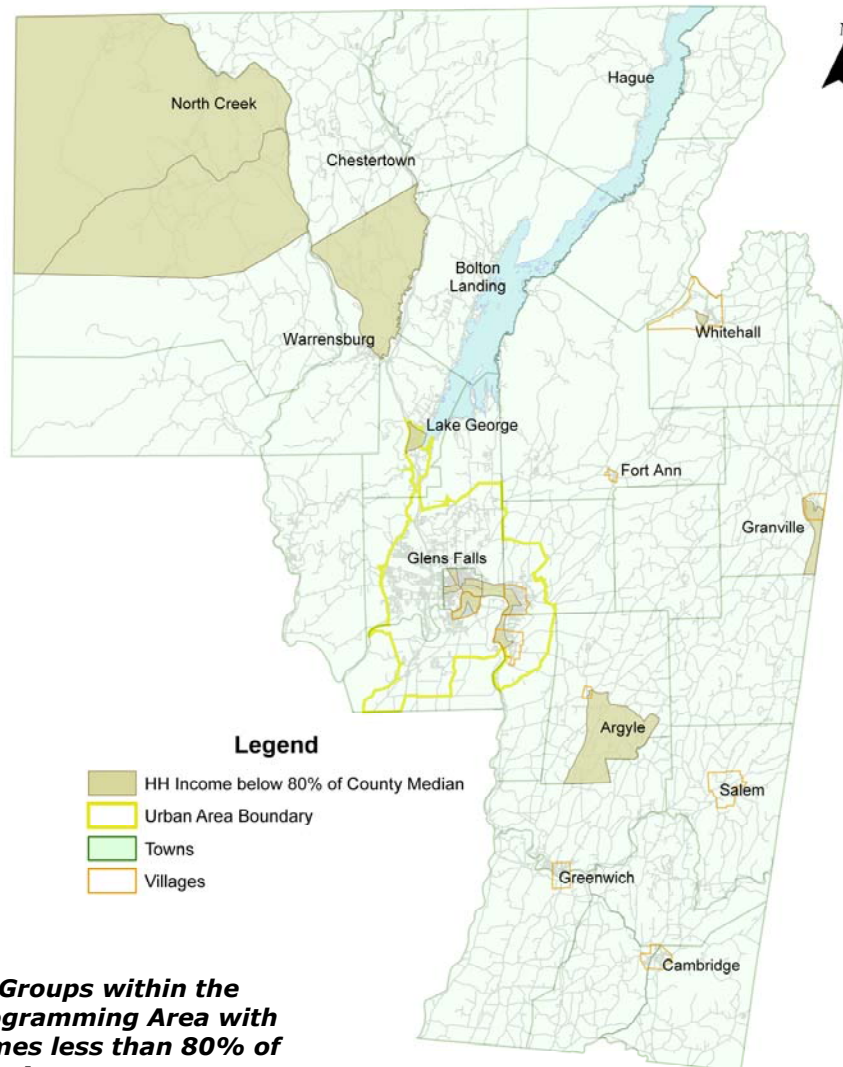 N
Hague
North Creek
Chestertown
Bolton
Landing
Whitehall
Warrensburg
Lake George
Fort Ann
Granville
Glens Falls
Argyle
Legend
HH Income below 80% of County Median
Urban Area Boundary
Towns
Villages
Salem
Greenwich
Cambridge
Groups within the
ogramming Area with
mes less than 80% of